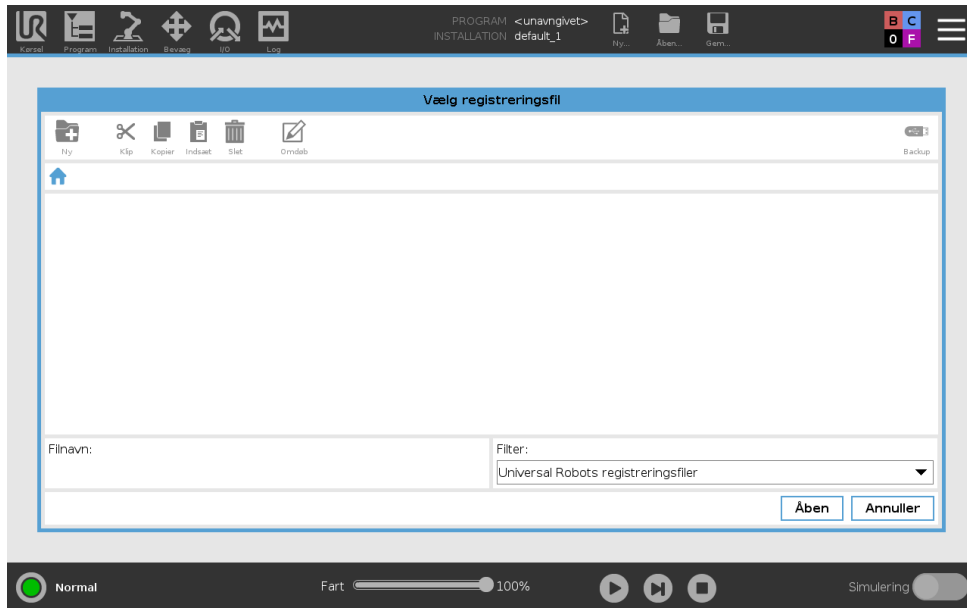 UR
Kørsel
Program
Installation
Bevæg
I/O
Log
PROGRAM <unavngivet>
INSTALLATION default_1
Ny...
Åben...
Gem...
B C
0 F
Vælg registreringsfil
Ny
Klip
Kopier
Indsæt
Slet
Omdøb
Backup
Filnavn:
Filter:
Universal Robots registreringsfiler
Åben
Annuller
Normal
Fart
100%
Simulering